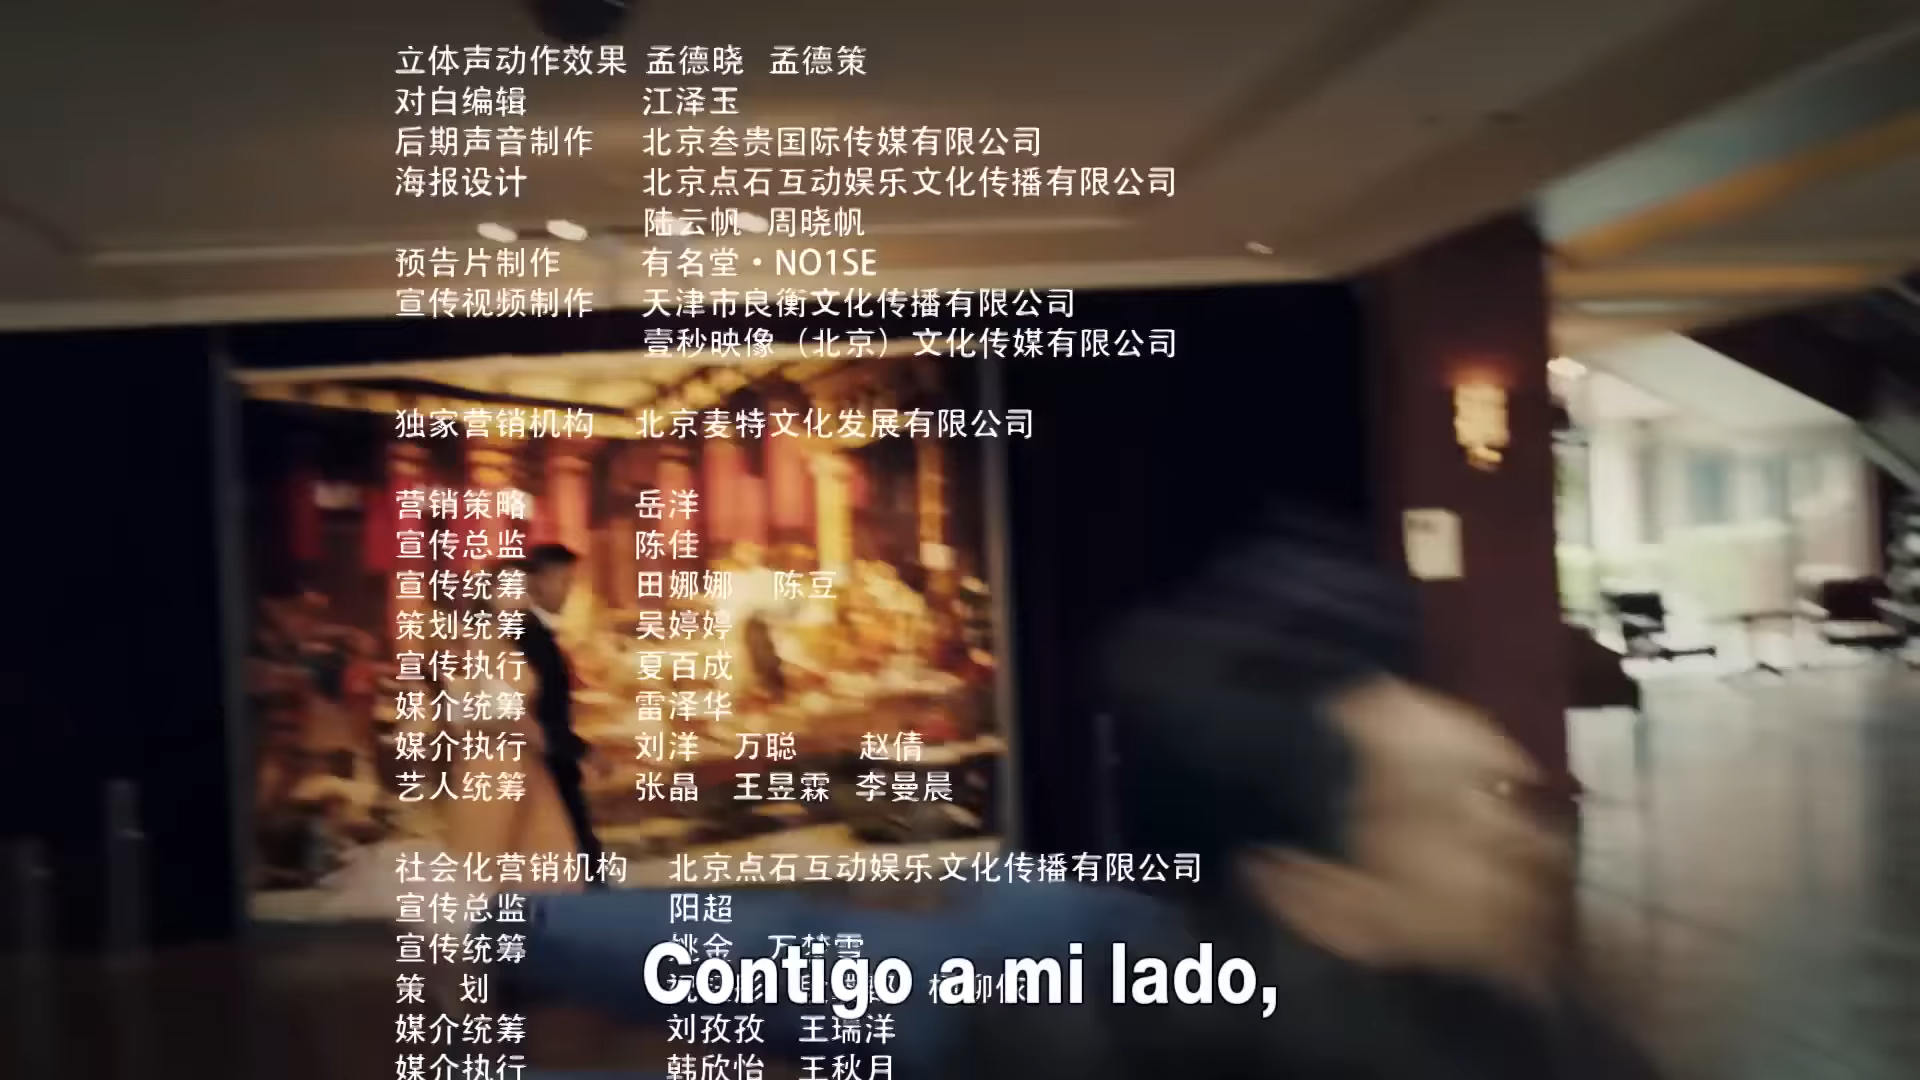 立体声动作效果 孟德晓 孟德策
对白编辑 江泽玉
后期声音制作 北京叁贵国际传媒有限公司
海报设计 北京点石互动娱乐文化传播有限公司
陆云帆 周晓帆
预告片制作 有名堂·NO1SE
宣传视频制作 天津市良衡文化传播有限公司
壹秒映像（北京）文化传媒有限公司
独家营销机构 北京麦特文化发展有限公司
营销策略 岳洋
宣传总监 陈佳
宣传统筹 田娜娜 陈豆
策划统筹 吴婷婷
宣传执行 夏百成
媒介统筹 雷泽华
媒介执行 刘洋 万聪 赵倩
艺人统筹 张晶 王昱霖 李曼晨
社会化营销机构 北京点石互动娱乐文化传播有限公司
宣传总监 阳超
宣传统筹 姚金 万梦雪
策 划
Contigo a mi lado,
媒介统筹 刘孜孜 王瑞洋
媒介执行 韩欣怡 王秋月